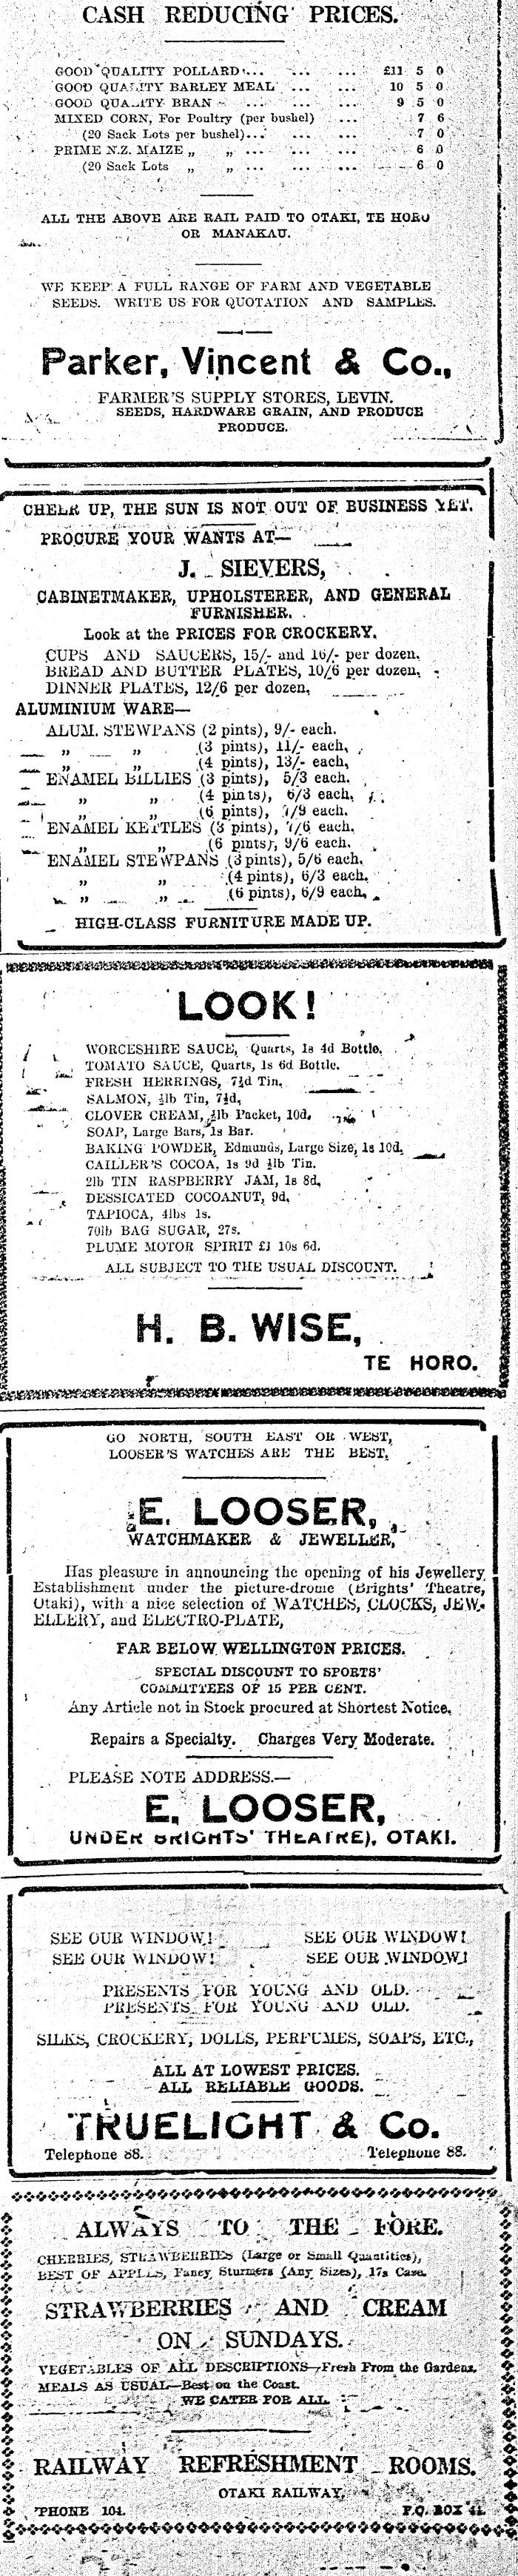 CASH REDUCING PRICES.
GOOD QUALITY POLLARD ... ... ... £11 5 0
GOOD QUALITY BARLEY MEAL ... ... 10 5 0
GOOD QUALITY BRAN ... ... ... 9 5 0
MIXED CORN, For Poultry (per bushel) ... 7 6
(20 Sack Lots per bushel)... ... ... 7 0
PRIME N.Z. MAIZE „ „ ... ... ... 6 0
(20 Sack Lots „ „ ... ... ... 6 0
ALL THE ABOVE ARE RAIL PAID TO OTAKI, TE HORO
OR MANAKAU.
WE KEEP A FULL RANGE OF FARM AND VEGETABLE
SEEDS. WRITE US FOR QUOTATION AND SAMPLES.
Parker, Vincent & Co.,
FARMER'S SUPPLY STORES, LEVIN.
SEEDS, HARDWARE GRAIN, AND PRODUCE
PRODUCE.
CHEER UP, THE SUN IS NOT OUT OF BUSINESS YET.
PROCURE YOUR WANTS AT—
J. SIEVERS,
CABINETMAKER, UPHOLSTERER, AND GENERAL
FURNISHER.
Look at the PRICES FOR CROCKERY.
CUPS AND SAUCERS, 15/- and 16/- per dozen.
BREAD AND BUTTER PLATES, 10/6 per dozen.
DINNER PLATES, 12/6 per dozen.
ALUMINIUM WARE—
ALUM. STEWPANS (2 pints), 9/- each.
„ „ (3 pints), 11/- each,
„ „ (4 pints), 13/- each,
ENAMEL BILLIES (3 pints), 5/3 each.
„ „ (4 pints), 6/3 each,
„ „ (6 pints), 7/9 each.
ENAMEL KETTLES (3 pints), 7/6 each.
„ „ (6 pints), 9/6 each.
ENAMEL STEWPANS (3 pints), 5/6 each.
„ „ (4 pints), 6/3 each.
„ „ (6 pints), 6/9 each,
HIGH-CLASS FURNITURE MADE UP.
LOOK!
WORCESHIRE SAUCE, Quarts, 1s 4d Bottle.
TOMATO SAUCE, Quarts, 1s 6d Bottle.
FRESH HERRINGS, 7½d Tin.
SALMON, ½lb Tin, 7½d,
CLOVER CREAM, ½lb Packet, 10d.
SOAP, Large Bars, 1s Bar.
BAKING POWDER, Edmunds, Large Size, 1s 10d.
CAILLER'S COCOA, 1s 9d ½lb Tin.
2lb TIN RASPBERRY JAM, 1s 8d.
DESSICATED COCOANUT, 9d.
TAPIOCA, 4lbs 1s.
70lb BAG SUGAR, 27s.
PLUME MOTOR SPIRIT £1 10s 6d.
ALL SUBJECT TO THE USUAL DISCOUNT.
H. B. WISE,
TE HORO.
GO NORTH, SOUTH EAST OR WEST,
LOOSER'S WATCHES ARE THE BEST.
E. LOOSER,
WATCHMAKER & JEWELLER,
Has pleasure in announcing the opening of his Jewellery
Establishment under the picture-drome (Brights' Theatre,
Otaki), with a nice selection of WATCHES, CLOCKS, JEW-
ELLERY, and ELECTRO-PLATE,
FAR BELOW WELLINGTON PRICES.
SPECIAL DISCOUNT TO SPORTS'
COMMITTEES OF 15 PER CENT.
Any Article not in Stock procured at Shortest Notice.
Repairs a Specialty. Charges Very Moderate.
PLEASE NOTE ADDRESS.—
E. LOOSER,
UNDER BRIGHTS' THEATRE), OTAKI.
SEE OUR WINDOW! SEE OUR WINDOW!
SEE OUR WINDOW! SEE OUR WINDOW!
PRESENTS FOR YOUNG AND OLD.
PRESENTS FOR YOUNG AND OLD.
SILKS, CROCKERY, DOLLS, PERFUMES, SOAPS, ETC.,
ALL AT LOWEST PRICES.
ALL RELIABLE GOODS.
TRUELIGHT & Co.
Telephone 88. Telephone 88.
ALWAYS TO THE FORE.
CHERRIES, STRAWBERRIES (Large or Small Quantities),
BEST OF APPLES, Fancy Sturmers (Any Sizes), 17s Case.
STRAWBERRIES AND CREAM
ON SUNDAYS.
VEGETABLES OF ALL DESCRIPTIONS—Fresh From the Gardens.
MEALS AS USUAL—Best on the Coast.
WE CATER FOR ALL.
RAILWAY REFRESHMENT ROOMS.
OTAKI RAILWAY.
'PHONE 104. P.O. BOX 41.